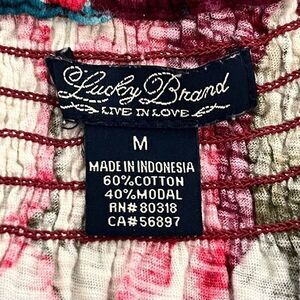 Lucky Brand
LIVE IN LOVE
M
MADE IN INDONESIA
60%COTTON
40%MODAL
RN#80318
CA#56897